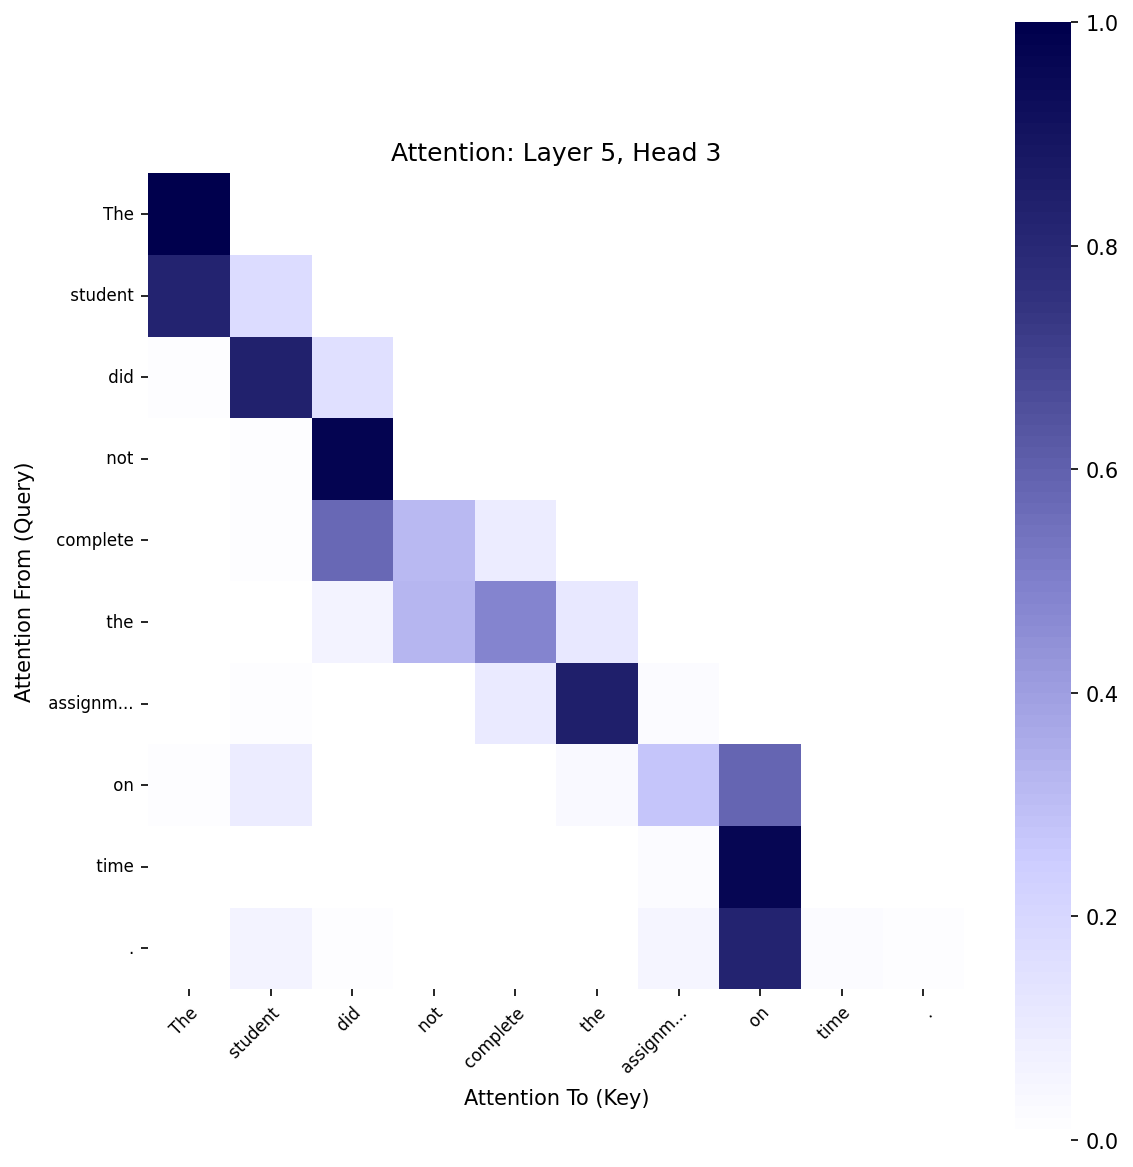 Attention: Layer 5, Head 3
Attention From (Query)
The
student
did
not
complete
the
assignm...
on
time
.
The
student
did
not
complete
the
assignm...
on
time
.
Attention To (Key)
1.0
0.8
0.6
0.4
0.2
0.0